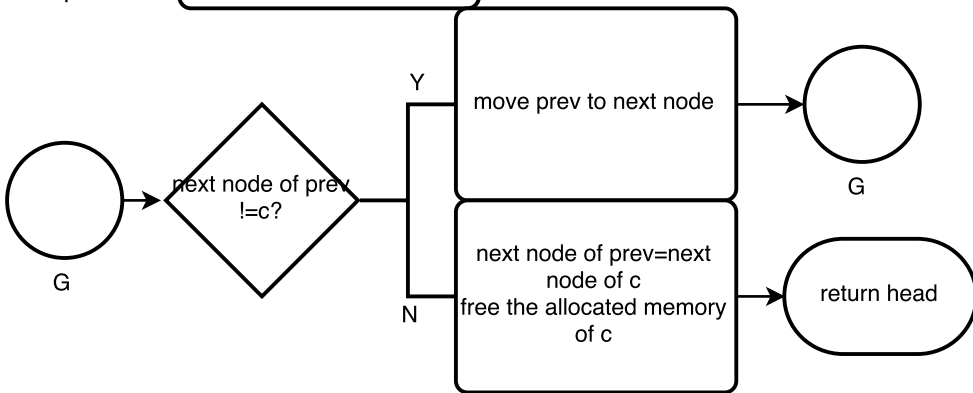 Y
move prev to next node
next node of prev
!=c?
G
G
next node of prev=next
node of c
free the allocated memory
of c
return head
N